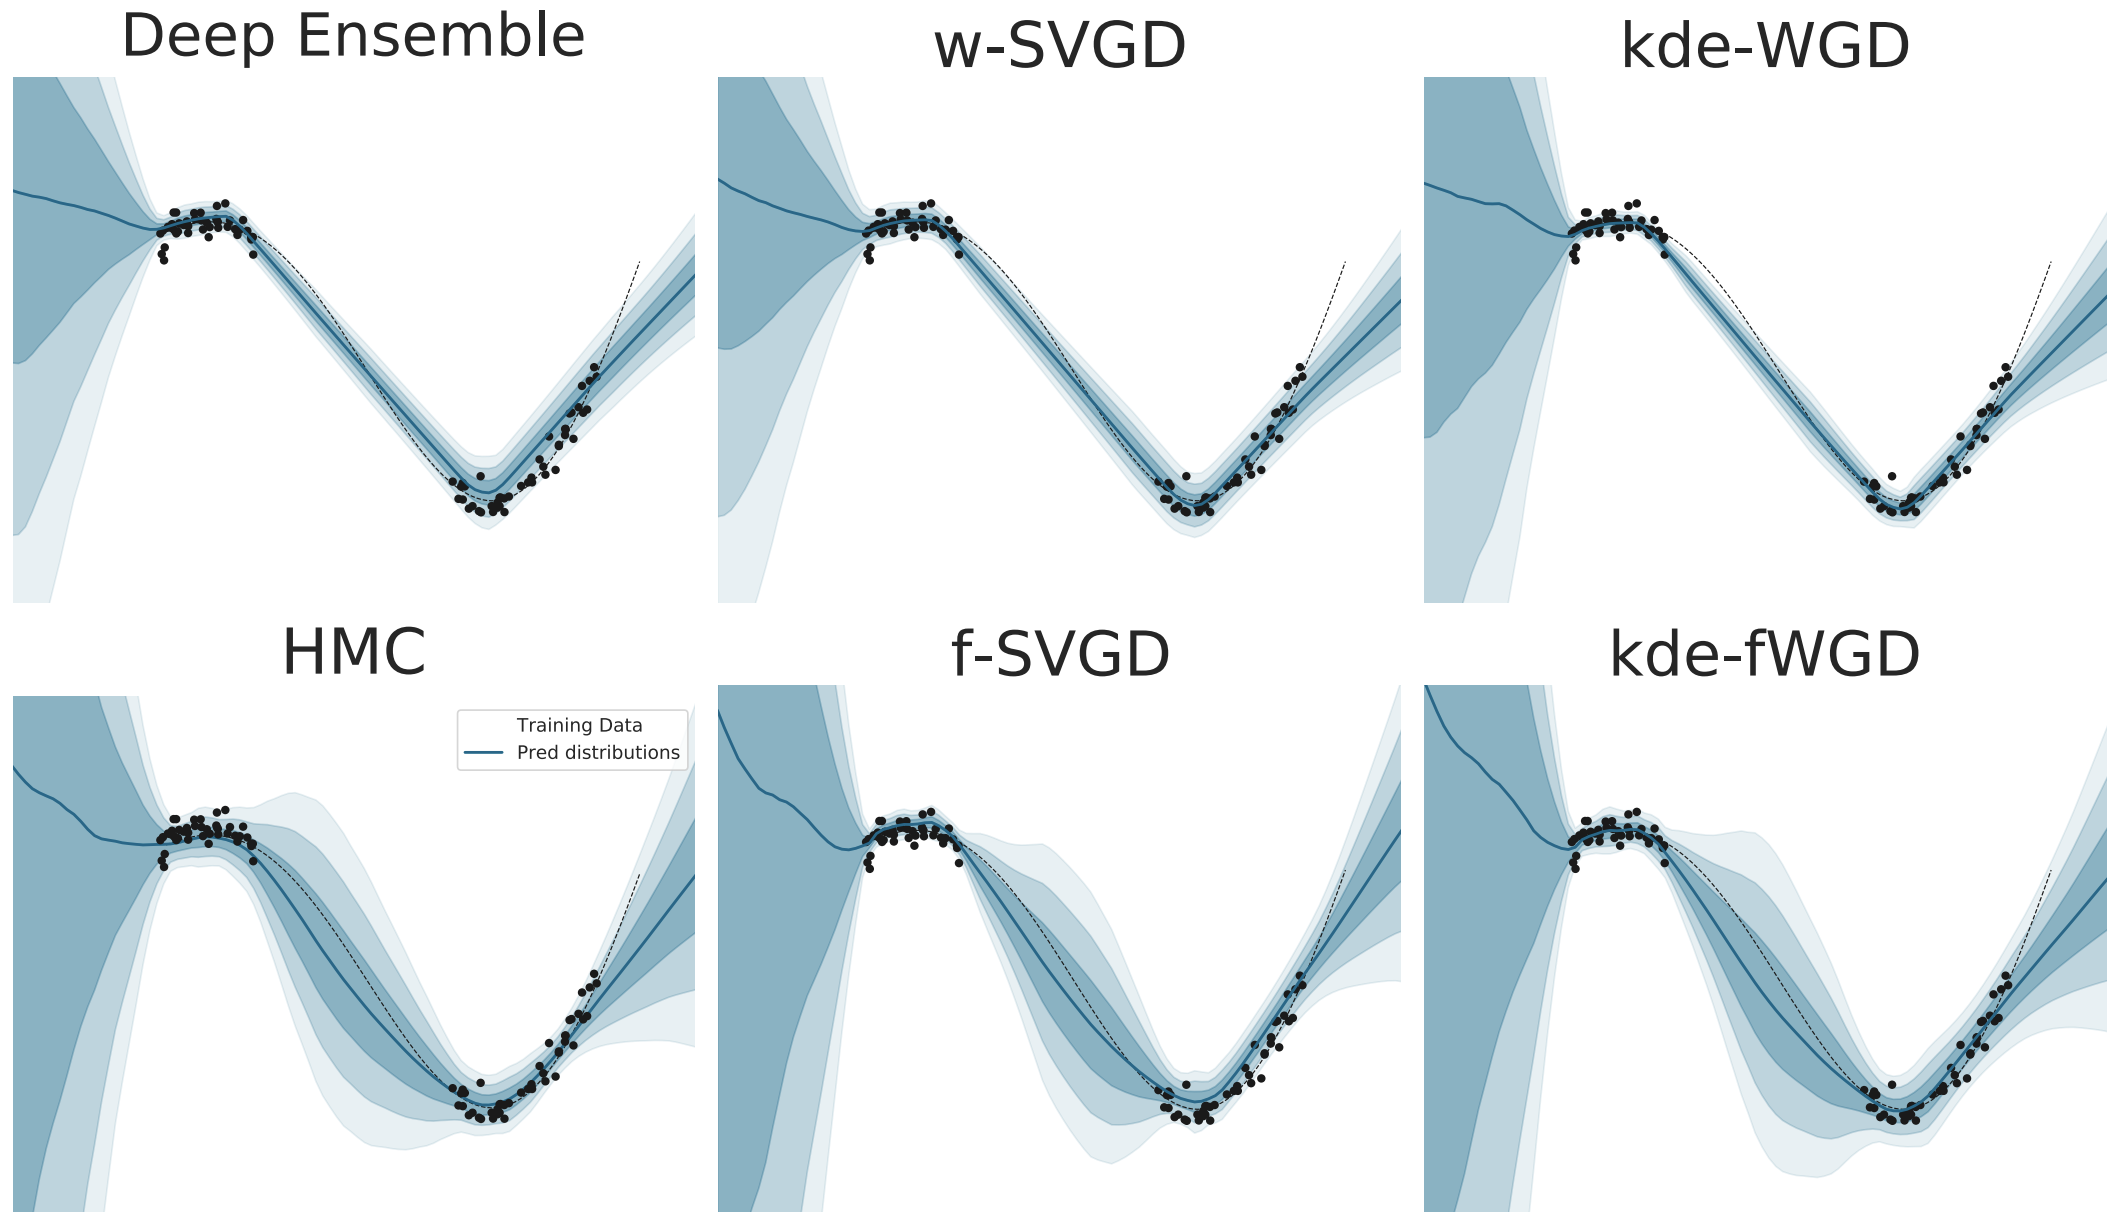 Deep Ensemble
w-SVGD
kde-WGD
HMC
f-SVGD
kde-fWGD
Training Data
Pred distributions